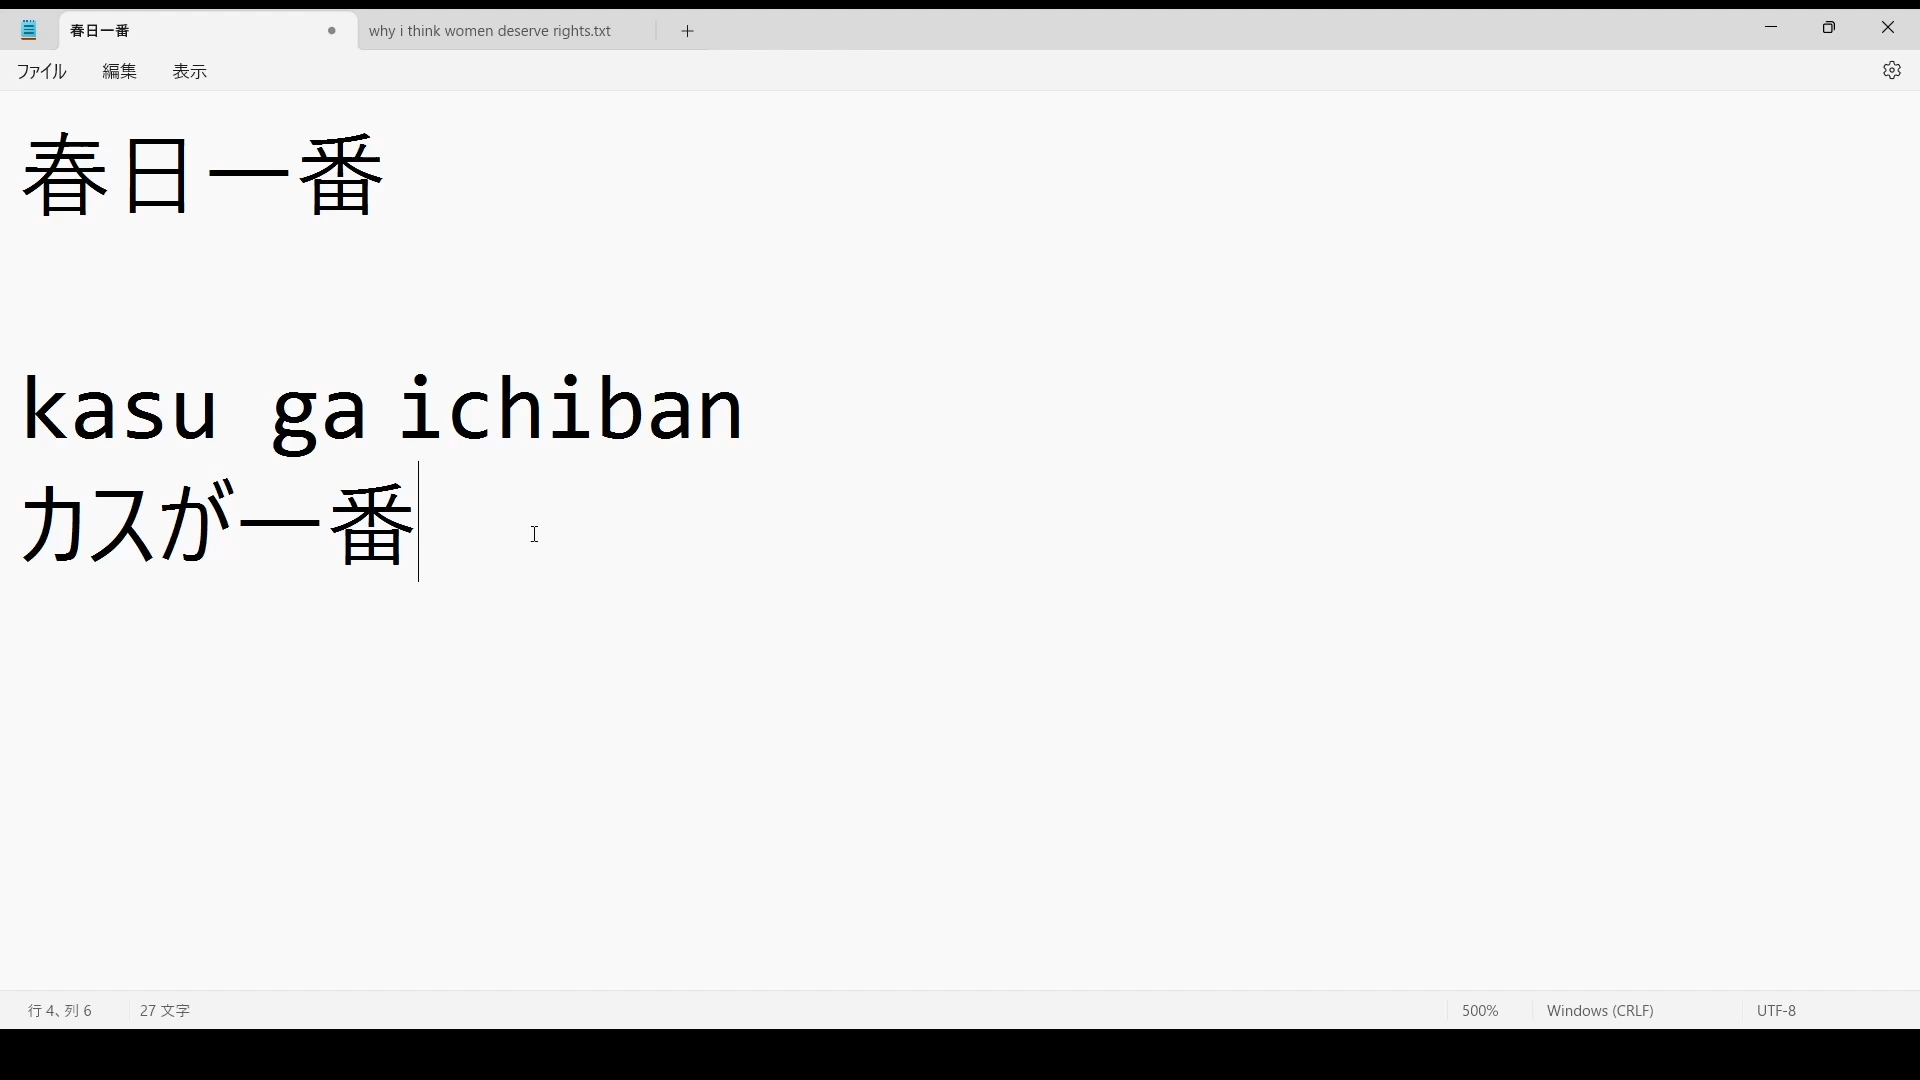 春日一番
why i think women deserve rights.txt
ファイル 編集 表示
春日一番
kasu ga ichiban
カスが一番
行 4、列 6 27 文字 500% Windows (CRLF) UTF-8